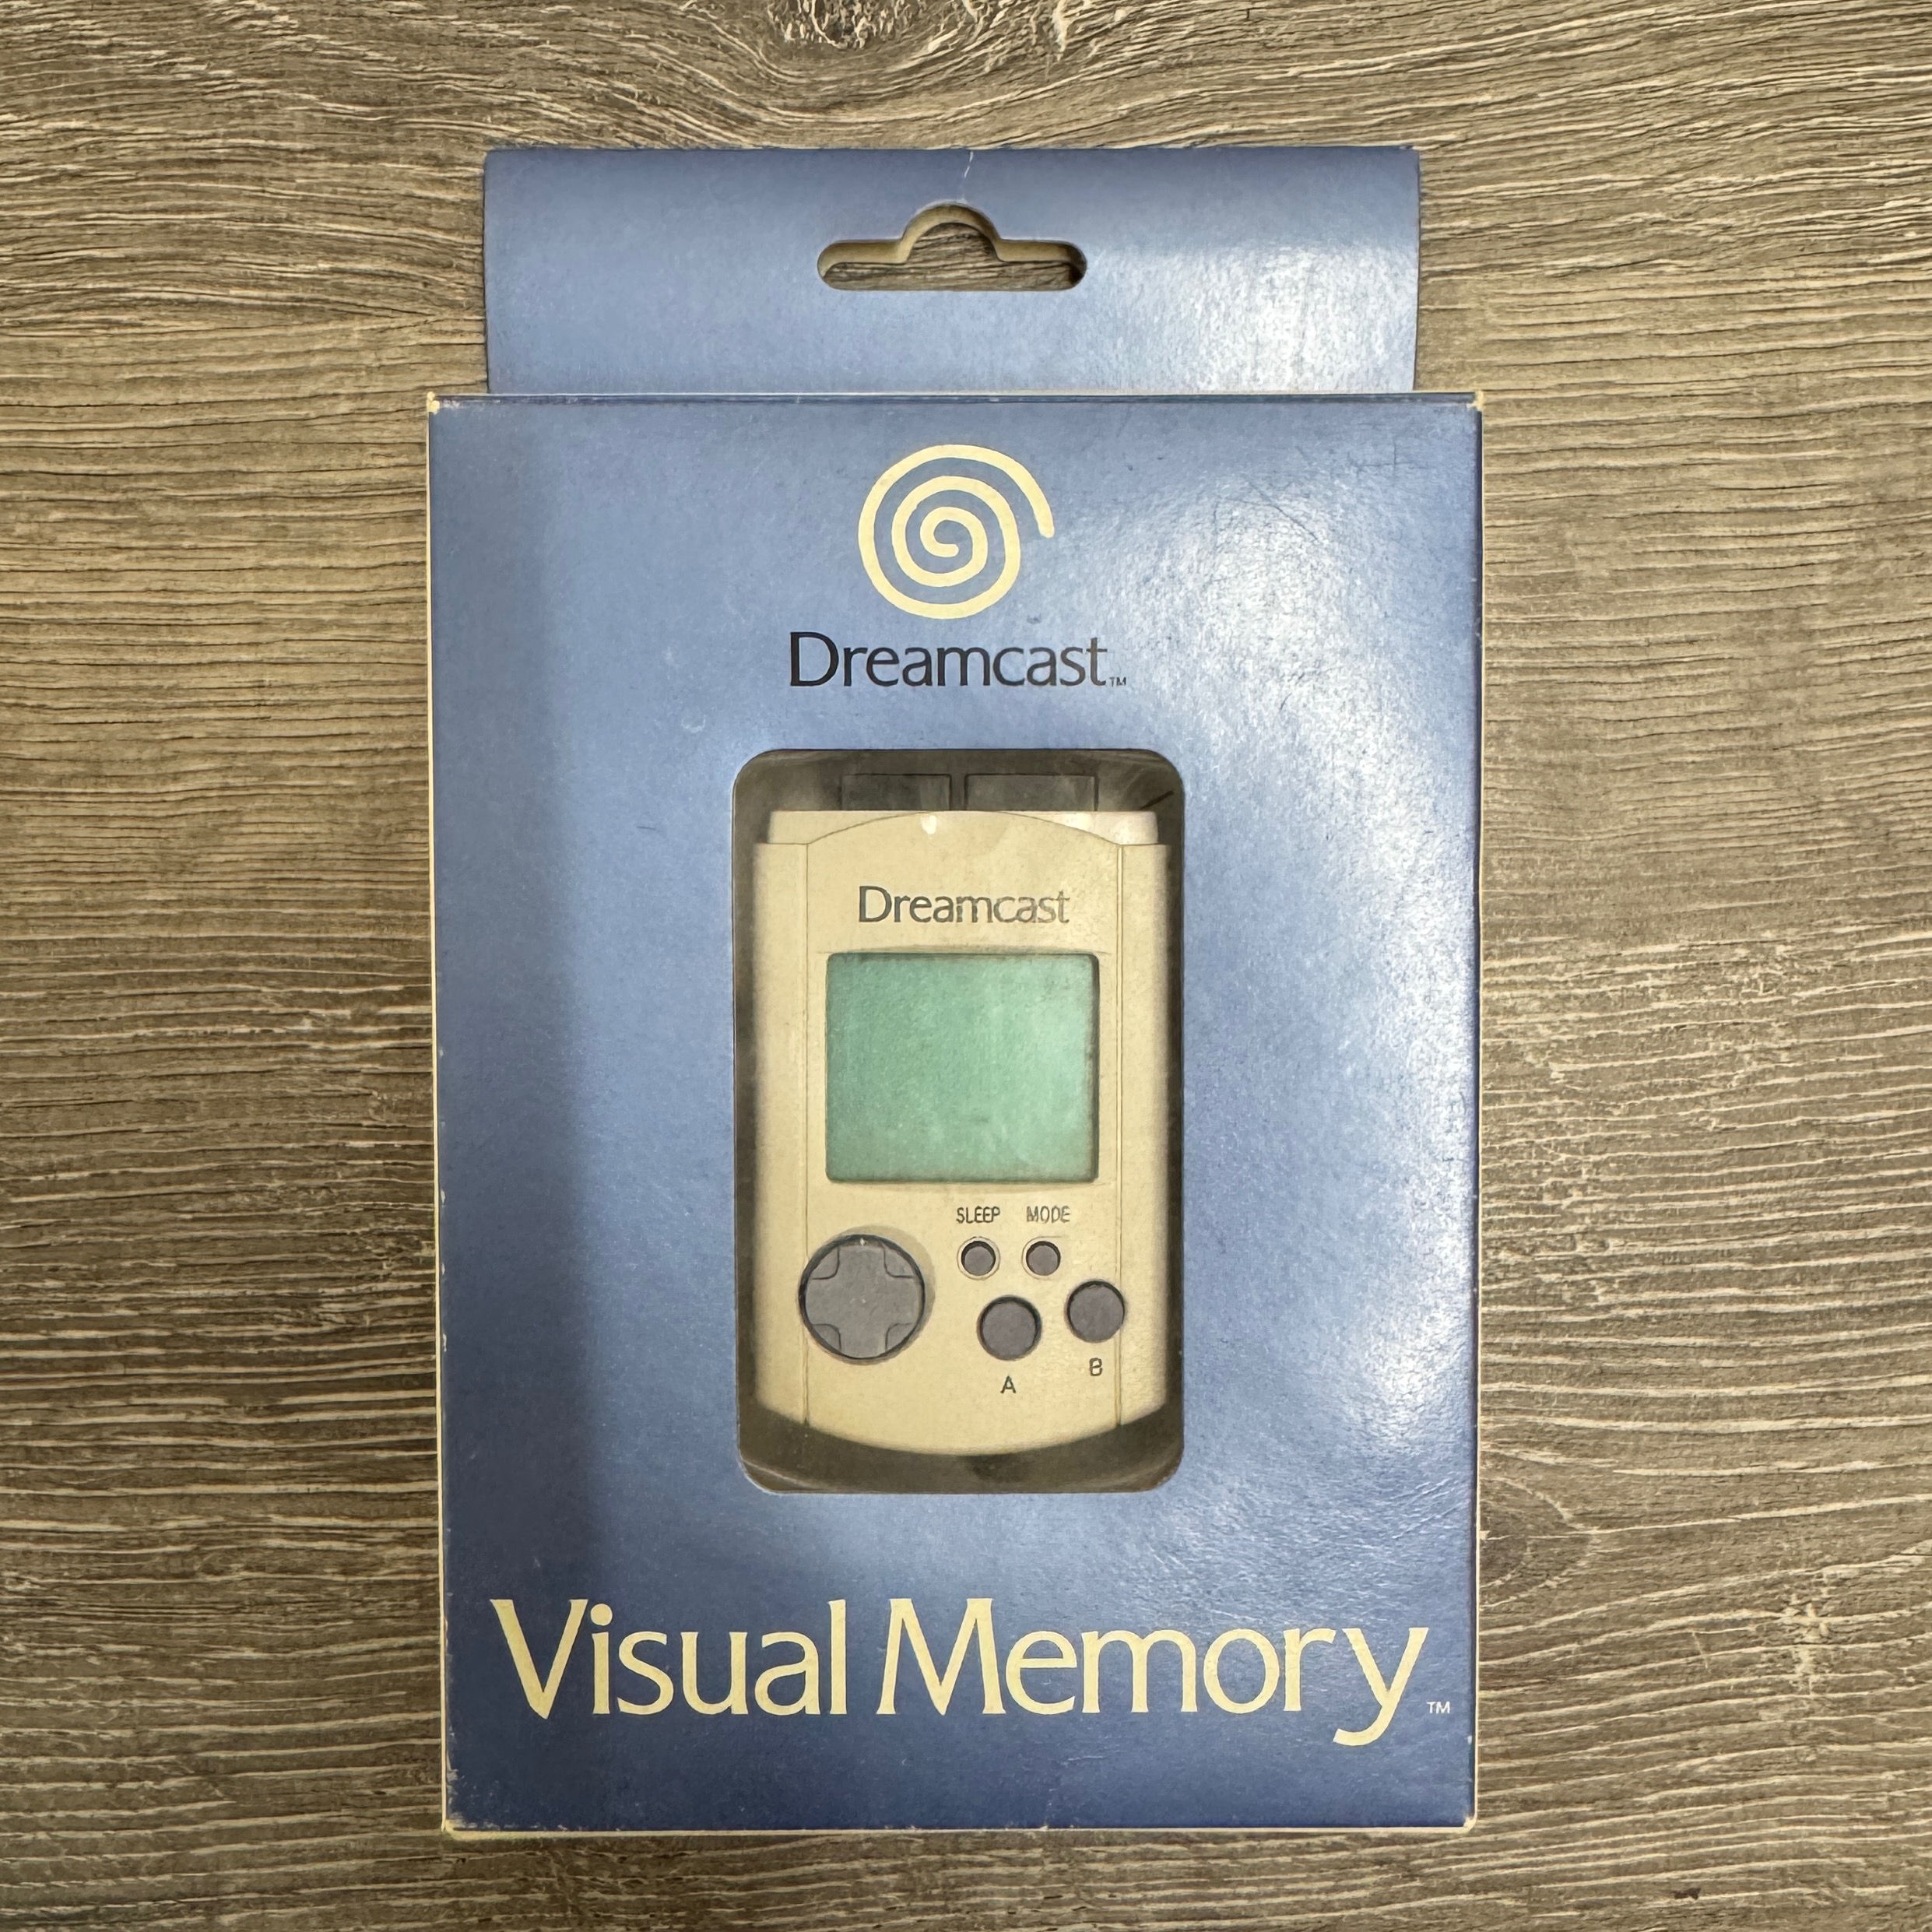 Dreamcast™
Dreamcast
SLEEP MODE
A
B
Visual Memory™